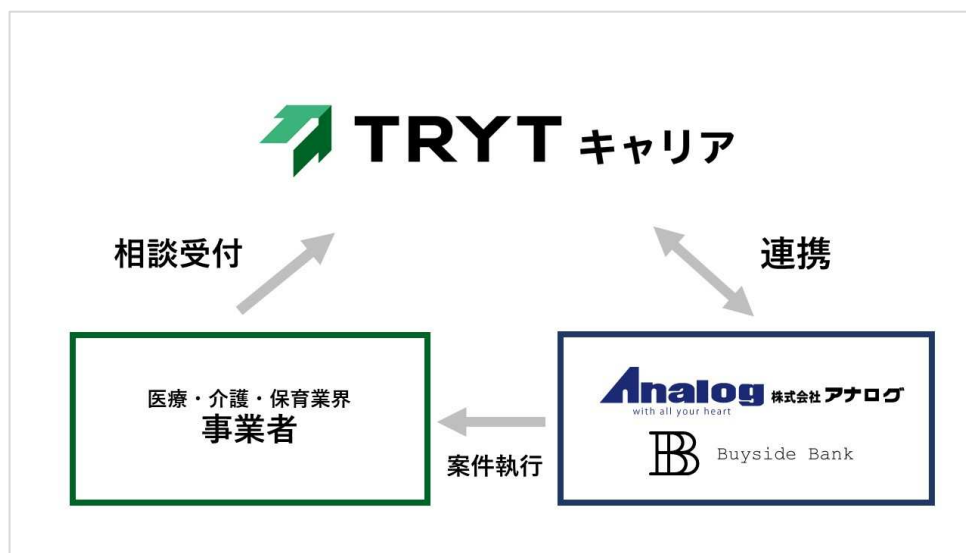 TRYT キャリア
相談受付
連携
医療・介護・保育業界
事業者
案件執行
Analog 株式会社アナログ
with all your heart
BB Buyside Bank